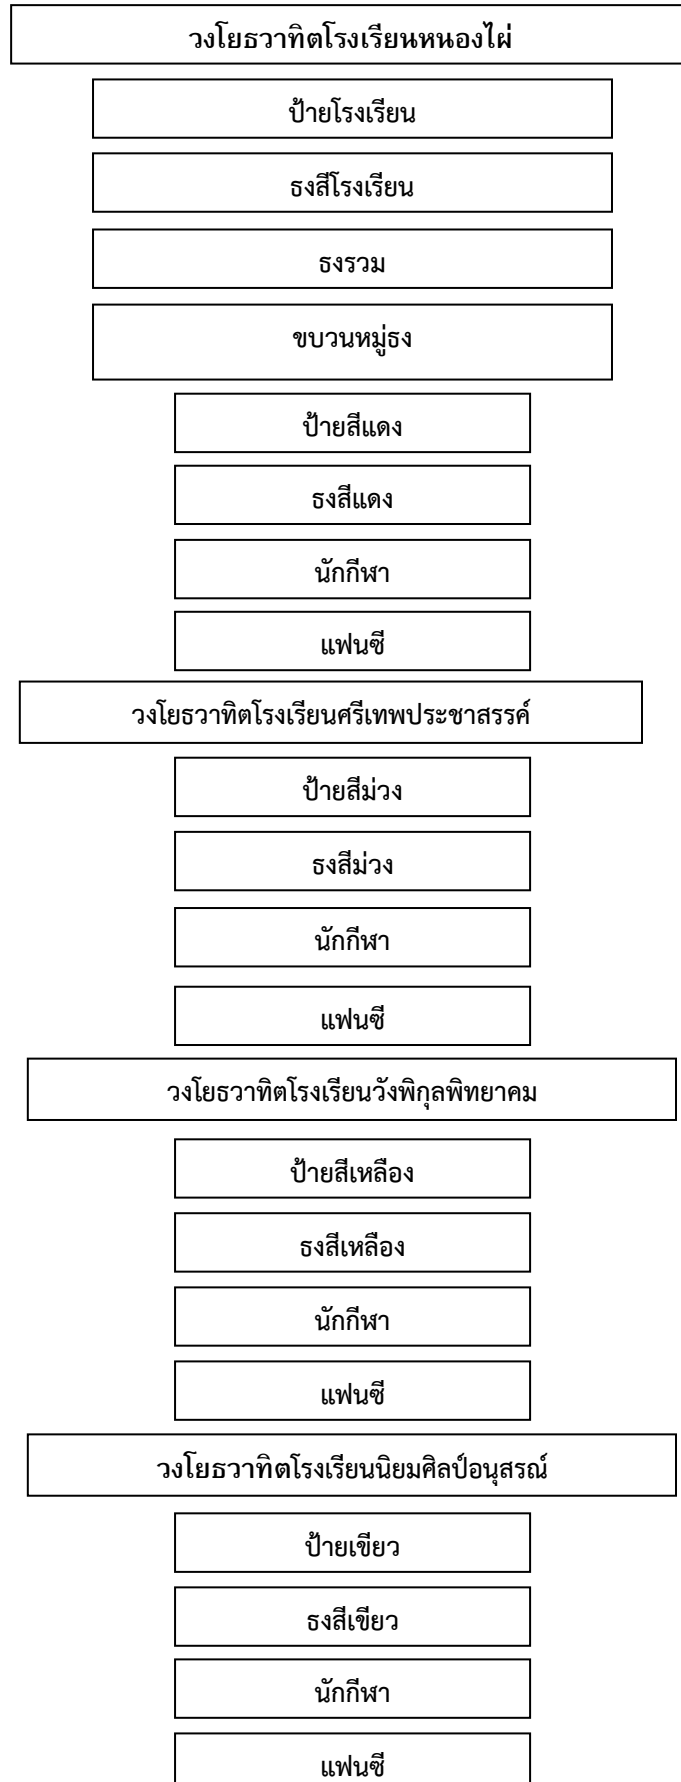 วงโยธวาทิตโรงเรียนหนองไผ่
ป้ายโรงเรียน
ธงสีโรงเรียน
ธงรวม
ขบวนหมู่ธง
ป้ายสีแดง
ธงสีแดง
นักกีฬา
แฟนซี
วงโยธวาทิตโรงเรียนศรีเทพประชาสรรค์
ป้ายสีม่วง
ธงสีม่วง
นักกีฬา
แฟนซี
วงโยธวาทิตโรงเรียนวังพิกุลพิทยาคม
ป้ายสีเหลือง
ธงสีเหลือง
นักกีฬา
แฟนซี
วงโยธวาทิตโรงเรียนนิยมศิลป์อนุสรณ์
ป้ายเขียว
ธงสีเขียว
นักกีฬา
แฟนซี